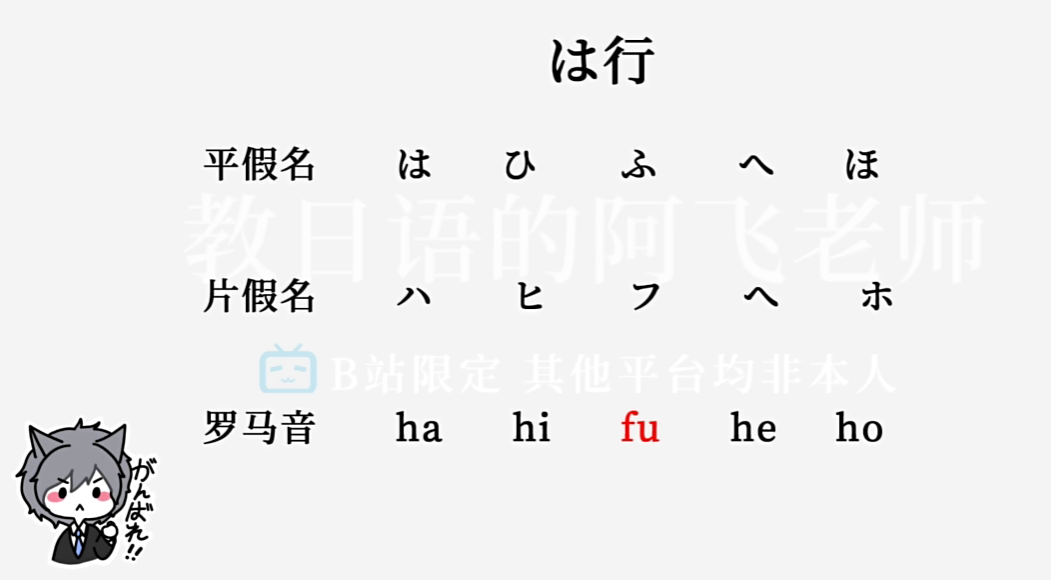 は行
平假名 は ひ ふ へ ほ
教日语的阿飞老师
片假名 ハ ヒ フ ヘ ホ
B站限定 其他平台均非本人
罗马音 ha hi fu he ho
がんばれ!!